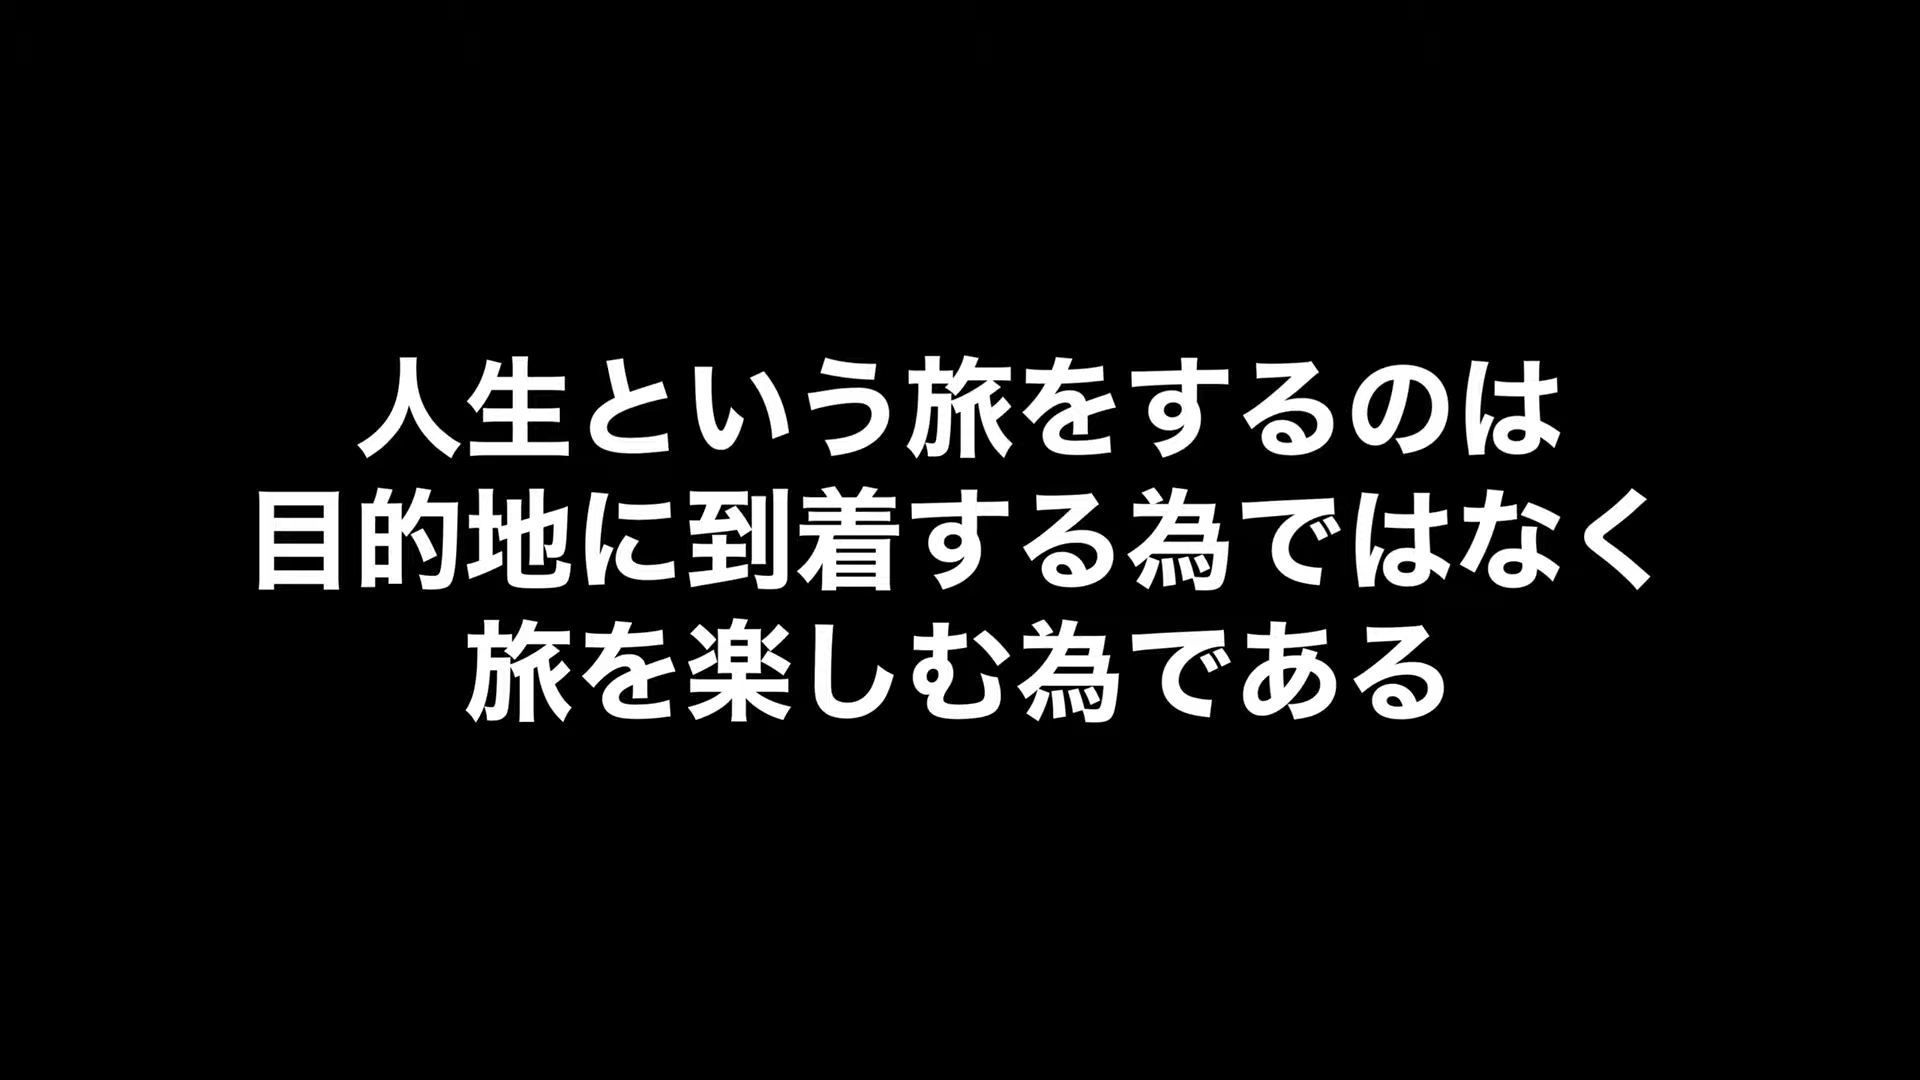 人生という旅をするのは
目的地に到着する為ではなく
旅を楽しむ為である